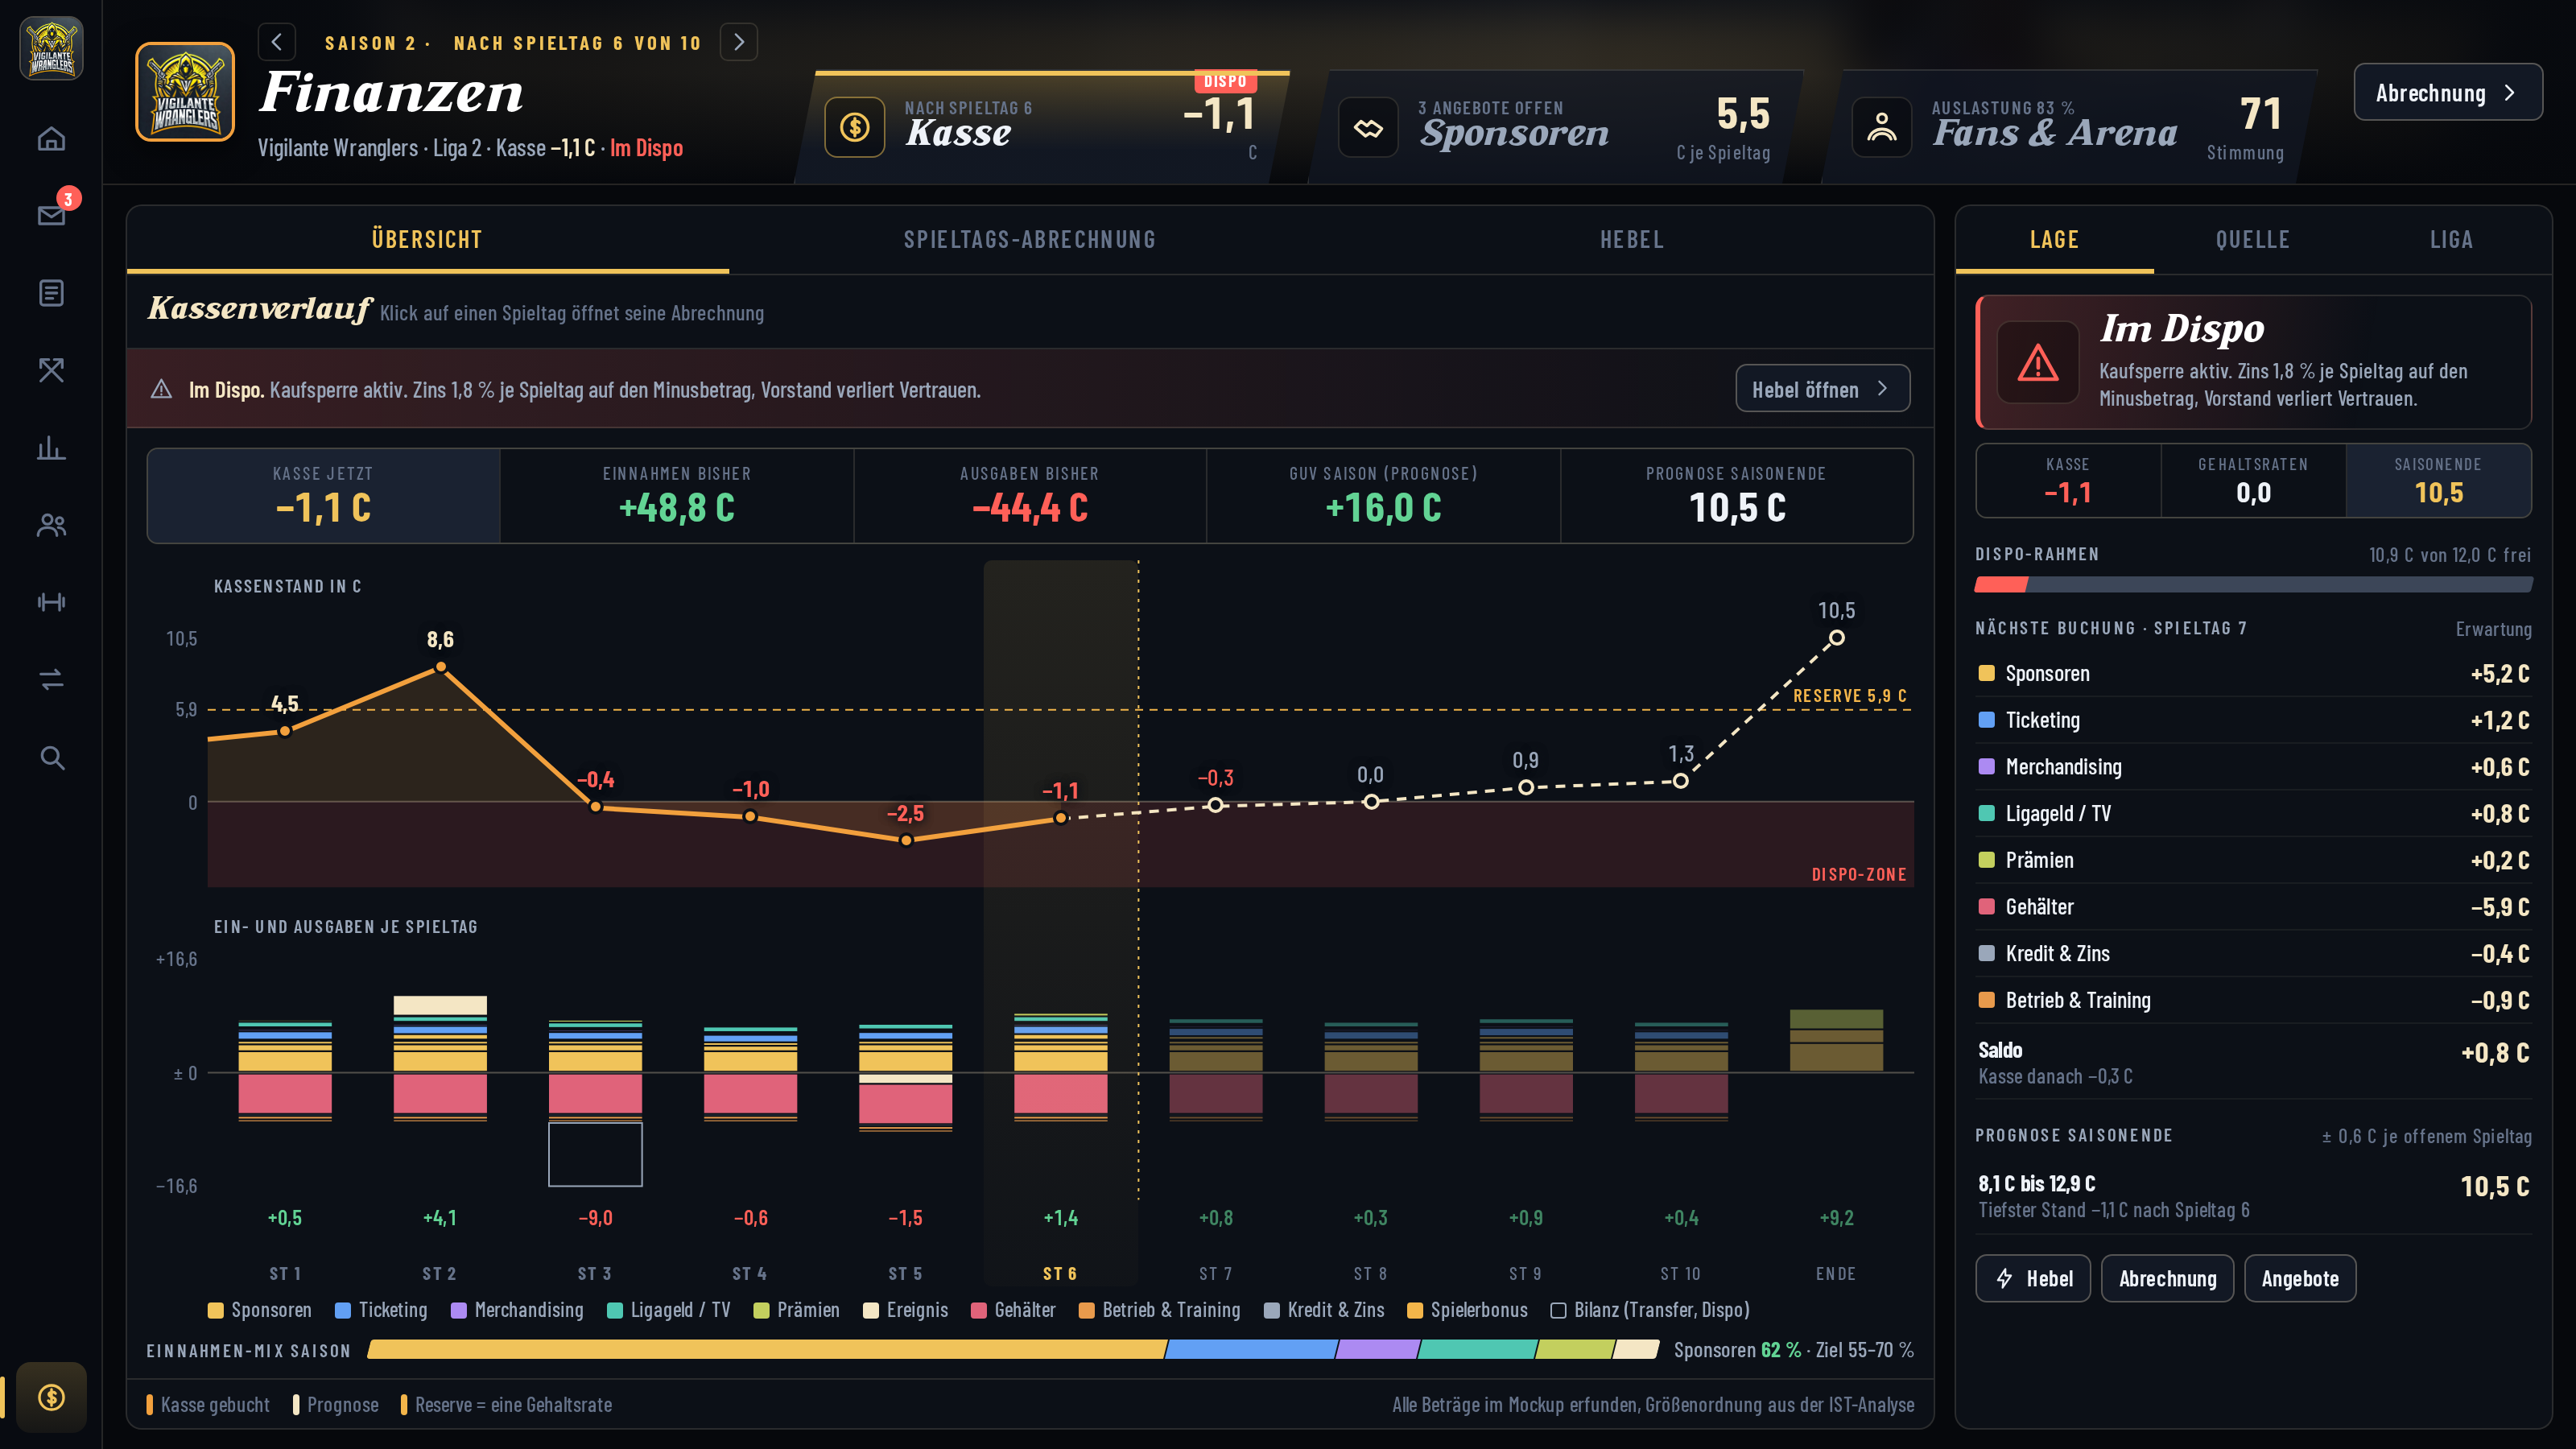 VIGILANTE
WRANGLERS
3
SAISON 2 · NACH SPIELTAG 6 VON 10
VIGILANTE
WRANGLERS
Finanzen
Vigilante Wranglers · Liga 2 · Kasse −1,1 C · Im Dispo
DISPO
NACH SPIELTAG 6
Kasse
−1,1
C
3 ANGEBOTE OFFEN
Sponsoren
5,5
C je Spieltag
AUSLASTUNG 83 %
Fans & Arena
71
Stimmung
Abrechnung
ÜBERSICHT
SPIELTAGS-ABRECHNUNG
HEBEL
Kassenverlauf Klick auf einen Spieltag öffnet seine Abrechnung
Im Dispo. Kaufsperre aktiv. Zins 1,8 % je Spieltag auf den Minusbetrag, Vorstand verliert Vertrauen.
Hebel öffnen
KASSE JETZT
−1,1 C
EINNAHMEN BISHER
+48,8 C
AUSGABEN BISHER
−44,4 C
GUV SAISON (PROGNOSE)
+16,0 C
PROGNOSE SAISONENDE
10,5 C
KASSENSTAND IN C
10,5
5,9
0
4,5
8,6
−0,4
−1,0
−2,5
−1,1
−0,3
0,0
0,9
1,3
10,5
RESERVE 5,9 C
DISPO-ZONE
EIN- UND AUSGABEN JE SPIELTAG
+16,6
± 0
−16,6
+0,5
+4,1
−9,0
−0,6
−1,5
+1,4
+0,8
+0,3
+0,9
+0,4
+9,2
ST 1
ST 2
ST 3
ST 4
ST 5
ST 6
ST 7
ST 8
ST 9
ST 10
ENDE
Sponsoren Ticketing Merchandising Ligageld / TV Prämien Ereignis Gehälter Betrieb & Training Kredit & Zins Spielerbonus Bilanz (Transfer, Dispo)
EINNAHMEN-MIX SAISON
Sponsoren 62 % · Ziel 55–70 %
Kasse gebucht Prognose Reserve = eine Gehaltsrate
Alle Beträge im Mockup erfunden, Größenordnung aus der IST-Analyse
LAGE
QUELLE
LIGA
Im Dispo
Kaufsperre aktiv. Zins 1,8 % je Spieltag auf den
Minusbetrag, Vorstand verliert Vertrauen.
KASSE
−1,1
GEHALTSRATEN
0,0
SAISONENDE
10,5
DISPO-RAHMEN
10,9 C von 12,0 C frei
NÄCHSTE BUCHUNG · SPIELTAG 7
Erwartung
Sponsoren +5,2 C
Ticketing +1,2 C
Merchandising +0,6 C
Ligageld / TV +0,8 C
Prämien +0,2 C
Gehälter −5,9 C
Kredit & Zins −0,4 C
Betrieb & Training −0,9 C
Saldo +0,8 C
Kasse danach −0,3 C
PROGNOSE SAISONENDE
± 0,6 C je offenem Spieltag
8,1 C bis 12,9 C
10,5 C
Tiefster Stand −1,1 C nach Spieltag 6
Hebel
Abrechnung
Angebote